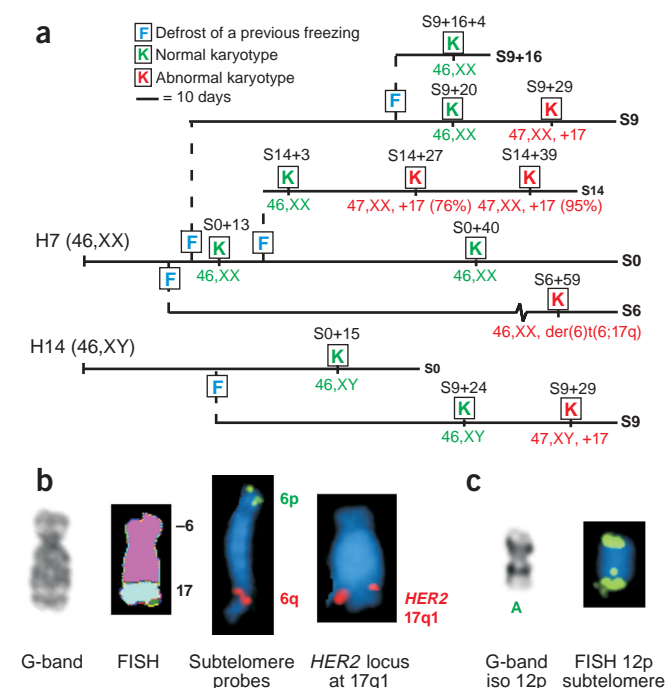 a
F Defrost of a previous freezing
K Normal karyotype
K Abnormal karyotype
= 10 days
S9+16+4
K
S9+16
46,XX
F
S9+20
K
46,XX
S9+29
K
47,XX, +17
S9
S14+3
K
46,XX
S14+27
K
47,XX, +17 (76%)
S14+39
K
47,XX, +17 (95%)
S14
H7 (46,XX)
F
S0+13
K
46,XX
F
S0+40
K
46,XX
S0
F
S6+59
K
S6
46,XX, der(6)t(6;17q)
H14 (46,XY)
S0+15
K
46,XY
S0
F
S9+24
K
46,XY
S9+29
K
47,XY, +17
S9
b
–6
17
6p
6q
HER2
17q1
G-band
FISH
Subtelomere
probes
HER2 locus
at 17q1
c
A
G-band
iso 12p
FISH 12p
subtelomere